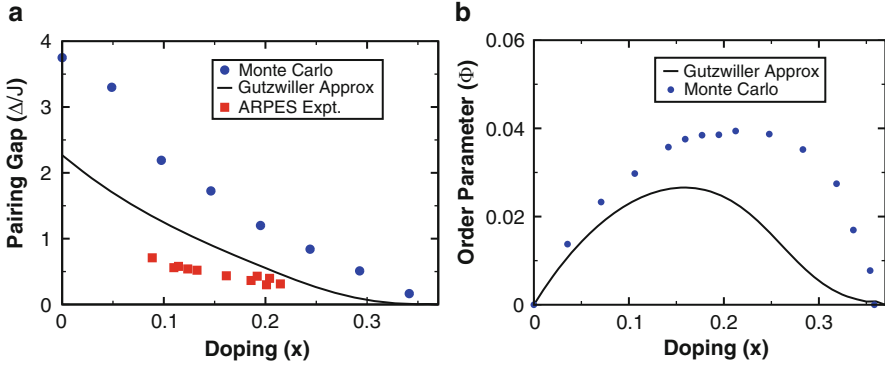 a
Pairing Gap (Δ/J)
4
3
2
1
0
Monte Carlo
Gutzwiller Approx
ARPES Expt.
0
0.1
0.2
0.3
Doping (x)
b
Order Parameter (Φ)
0.06
0.04
0.02
0
Gutzwiller Approx
Monte Carlo
0
0.1
0.2
0.3
Doping (x)